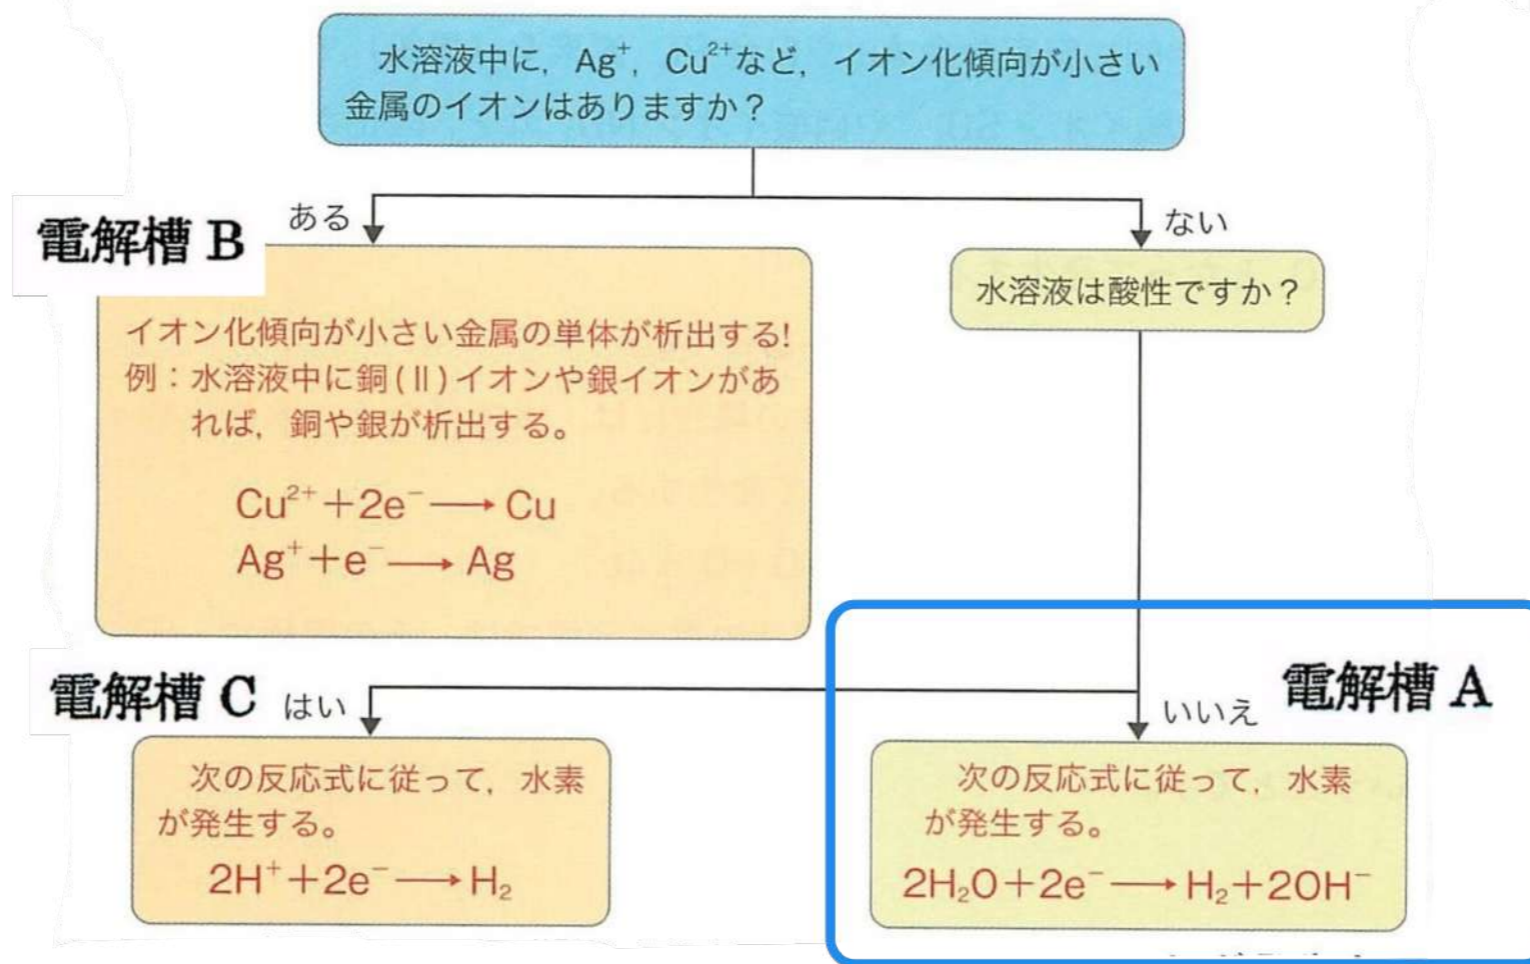 水溶液中に，Ag⁺，Cu²⁺など，イオン化傾向が小さい
金属のイオンはありますか？
電解槽 B
ある
ない
イオン化傾向が小さい金属の単体が析出する!
例：水溶液中に銅(Ⅱ)イオンや銀イオンがあ
れば，銅や銀が析出する。
Cu²⁺+2e⁻⟶Cu
Ag⁺+e⁻⟶Ag
水溶液は酸性ですか？
電解槽 C
はい
次の反応式に従って，水素
が発生する。
2H⁺+2e⁻⟶H₂
いいえ
電解槽 A
次の反応式に従って，水素
が発生する。
2H₂O+2e⁻⟶H₂+2OH⁻